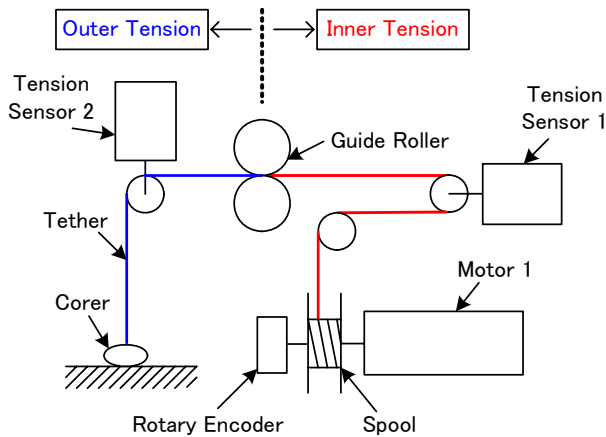 Outer Tension
Inner Tension
Tension
Sensor 2
Guide Roller
Tension
Sensor 1
Tether
Motor 1
Corer
Rotary Encoder
Spool